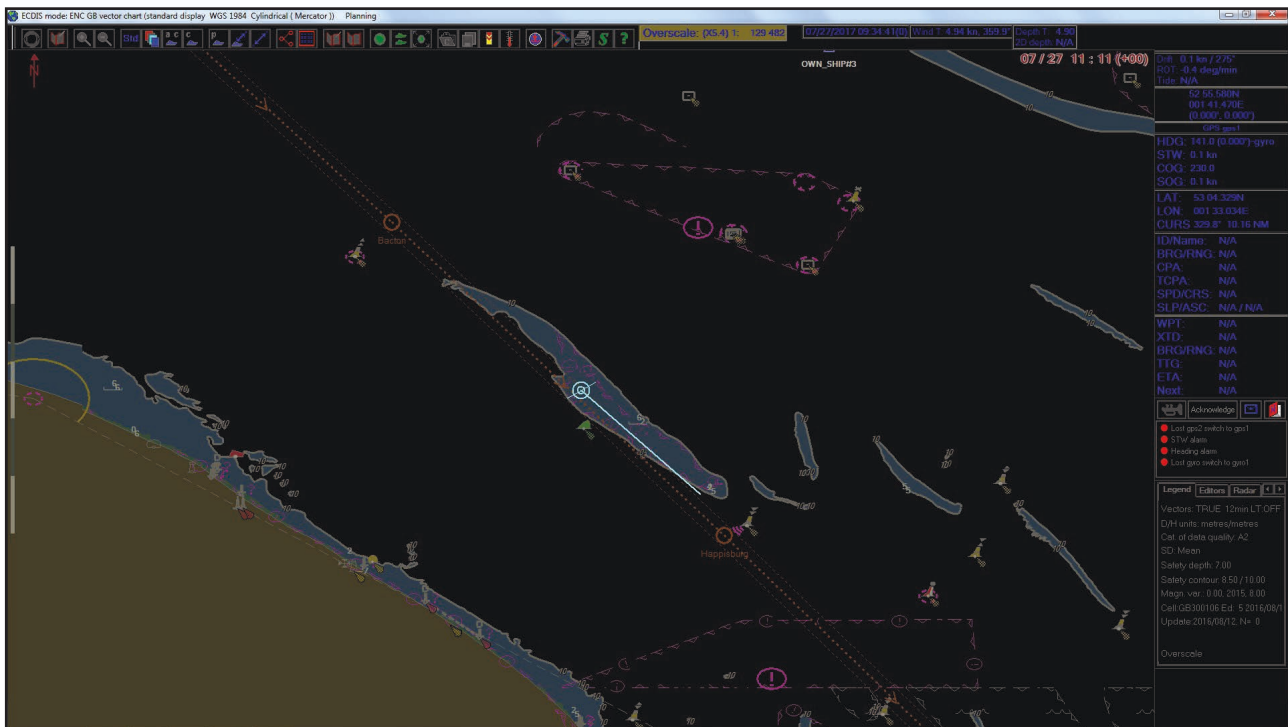 ECDIS mode: ENC GB vector chart (standard display WGS 1984 Cylindrical ( Mercator )) Planning
Std
Overscale: (X5.4) 1: 129 482
07/27/2017 09:34:41(0)
Wind T: 4.94 kn, 359.9°
Depth T: 4.90
2D depth: N/A
OWN_SHIP#3
07 / 27 11 : 11 (+00)
Drift: 0.1 kn / 275°
ROT: -0.4 deg/min
Tide: N/A
52 55.580N
001 41.470E
(0.000', 0.000')
GPS gps1
HDG: 141.0 (0.000°)-gyro
STW: 0.1 kn
COG: 230.0
SOG: 0.1 kn
LAT: 53 04.329N
LON: 001 33.034E
CURS 329.8° 10.16 NM
ID/Name: N/A
BRG/RNG: N/A
CPA: N/A
TCPA: N/A
SPD/CRS: N/A
SLP/ASC: N/A / N/A
WPT: N/A
XTD: N/A
BRG/RNG: N/A
TTG: N/A
ETA: N/A
Next: N/A
Acknowledge
Lost gps2 switch to gps1
STW alarm
Heading alarm
Lost gyro switch to gyro1
Legend Editors Radar
Vectors: TRUE 12min LT:OFF
D/H units: metres/metres
Cat. of data quality: A2
SD: Mean
Safety depth: 7.00
Safety contour: 8.50 / 10.00
Magn. var.: 0.00, 2015, 8.00
Cell:GB300106 Ed: 5 2016/08/1
Update:2016/08/12, N= 0
Overscale
N
Bacton
Happisburg